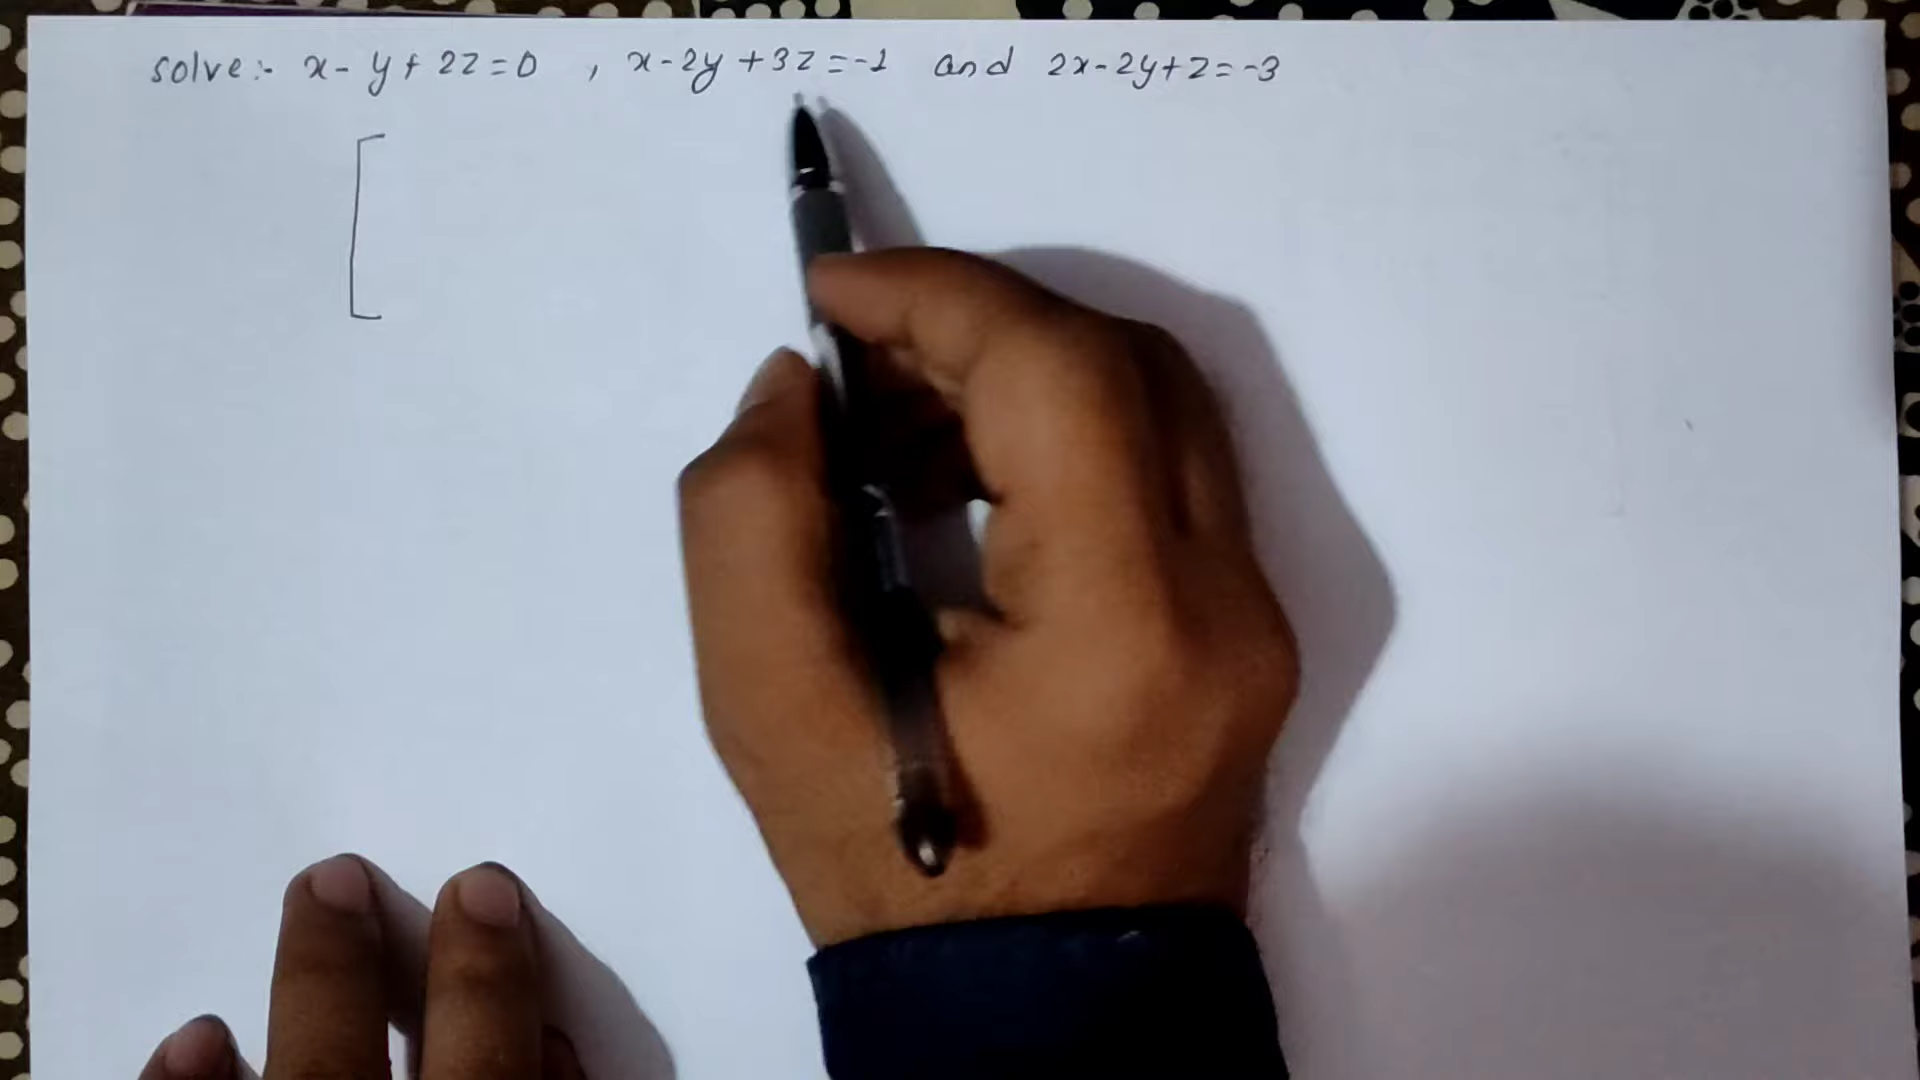 solve:- x - y + 2z = 0 , x - 2y + 3z = -1 and 2x - 2y + z = -3